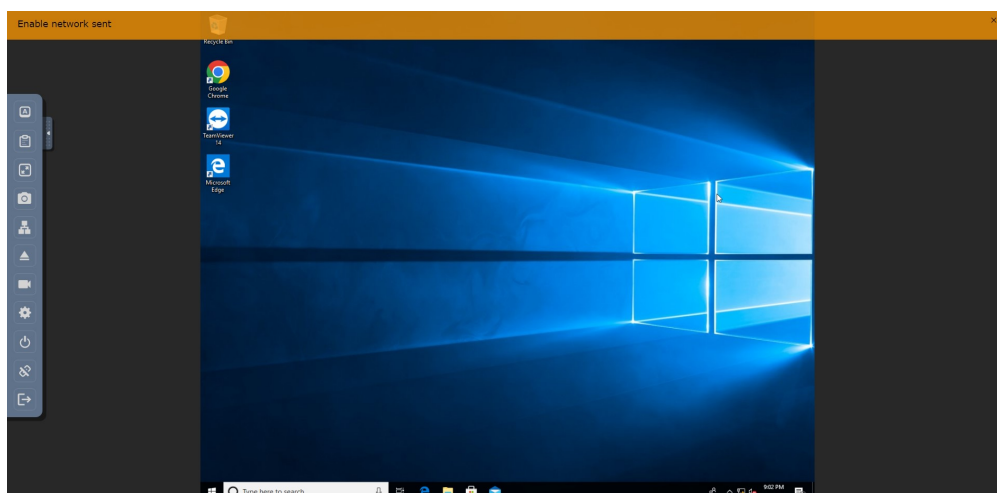 Enable network sent
×
Recycle Bin
Google
Chrome
TeamViewer
14
Microsoft
Edge
A
Type here to search
9:02 PM